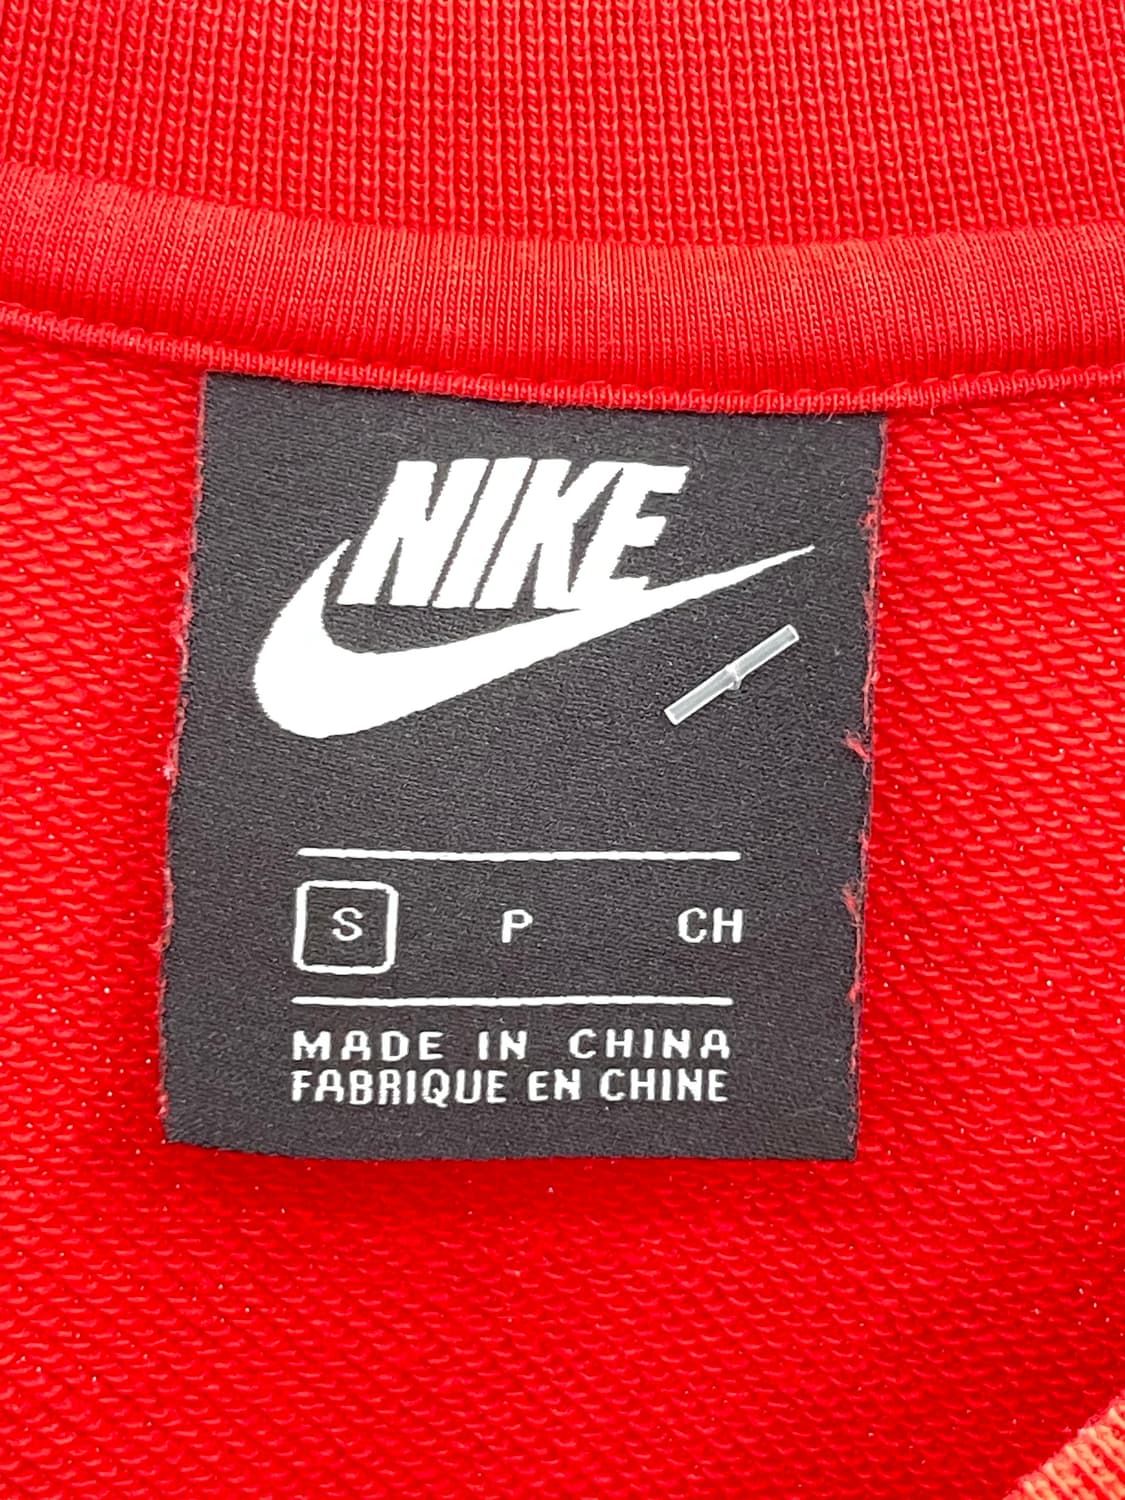 NIKE
S P CH
MADE IN CHINA
FABRIQUE EN CHINE